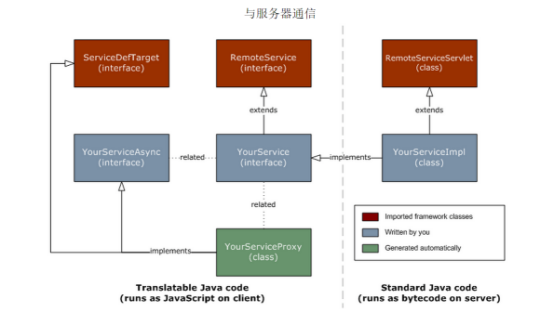 与服务器通信
ServiceDefTarget
(interface)
RemoteService
(interface)
RemoteServiceServlet
(class)
extends
extends
YourServiceAsync
(interface)
related
YourService
(interface)
implements
YourServiceImpl
(class)
related
Imported framework classes
Written by you
Generated automatically
implements
YourServiceProxy
(class)
Translatable Java code
(runs as JavaScript on client)
Standard Java code
(runs as bytecode on server)